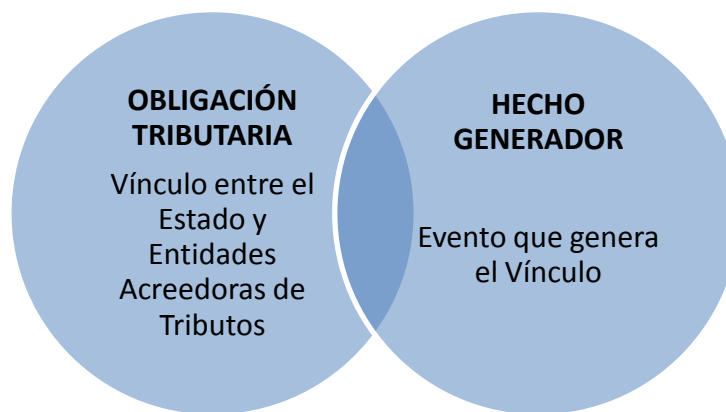 OBLIGACIÓN
TRIBUTARIA
Vínculo entre el
Estado y
Entidades
Acreedoras de
Tributos
HECHO
GENERADOR
Evento que genera
el Vínculo